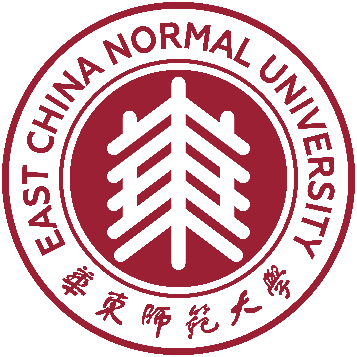 EAST CHINA NORMAL UNIVERSITY
華東師範大學